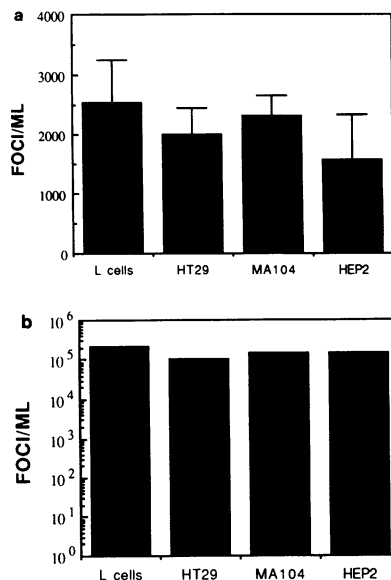 a
4000
3000
2000
1000
0
FOCI/ML
L cells HT29 MA104 HEP2
b
10^6
10^5
10^4
10^3
10^2
10^1
10^0
FOCI/ML
L cells HT29 MA104 HEP2